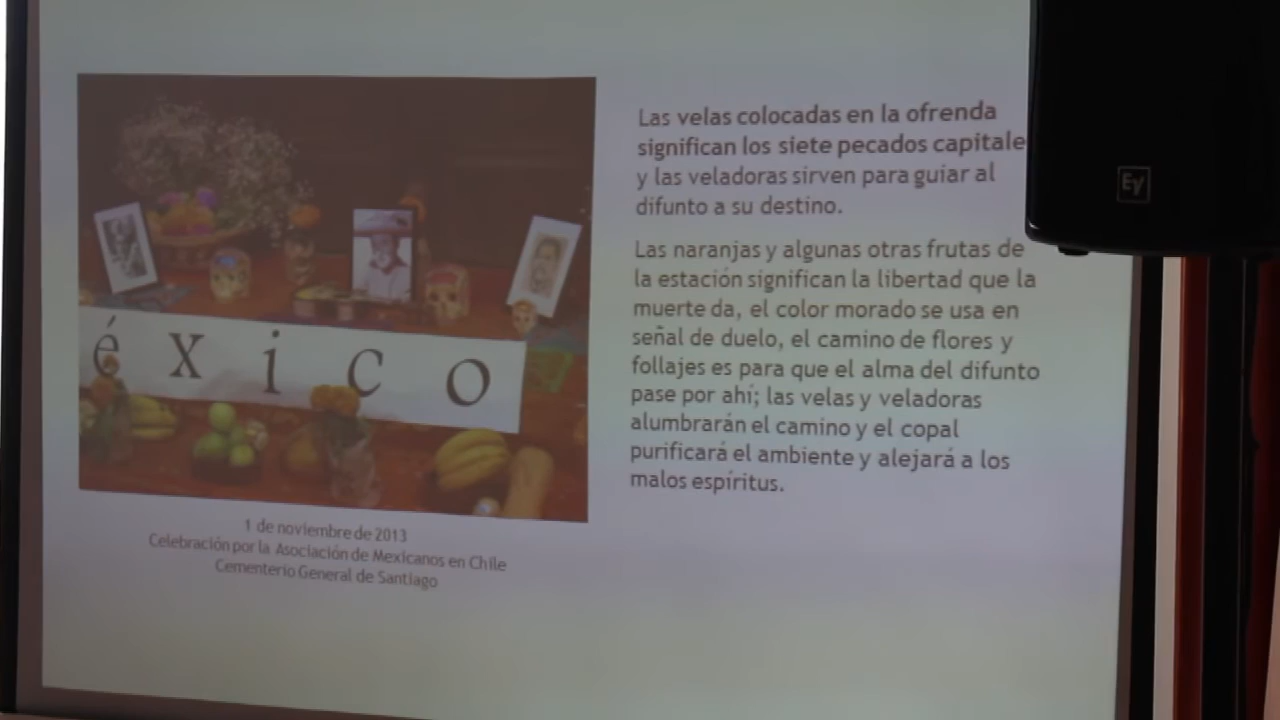 Las velas colocadas en la ofrenda
significan los siete pecados capitale
y las veladoras sirven para guiar al
difunto a su destino.
Las naranjas y algunas otras frutas de
la estación significan la libertad que la
muerte da, el color morado se usa en
señal de duelo, el camino de flores y
follajes es para que el alma del difunto
pase por ahí; las velas y veladoras
alumbrarán el camino y el copal
purificará el ambiente y alejará a los
malos espíritus.
é x i c o
1 de noviembre de 2013
Celebración por la Asociación de Mexicanos en Chile
Cementerio General de Santiago
EV